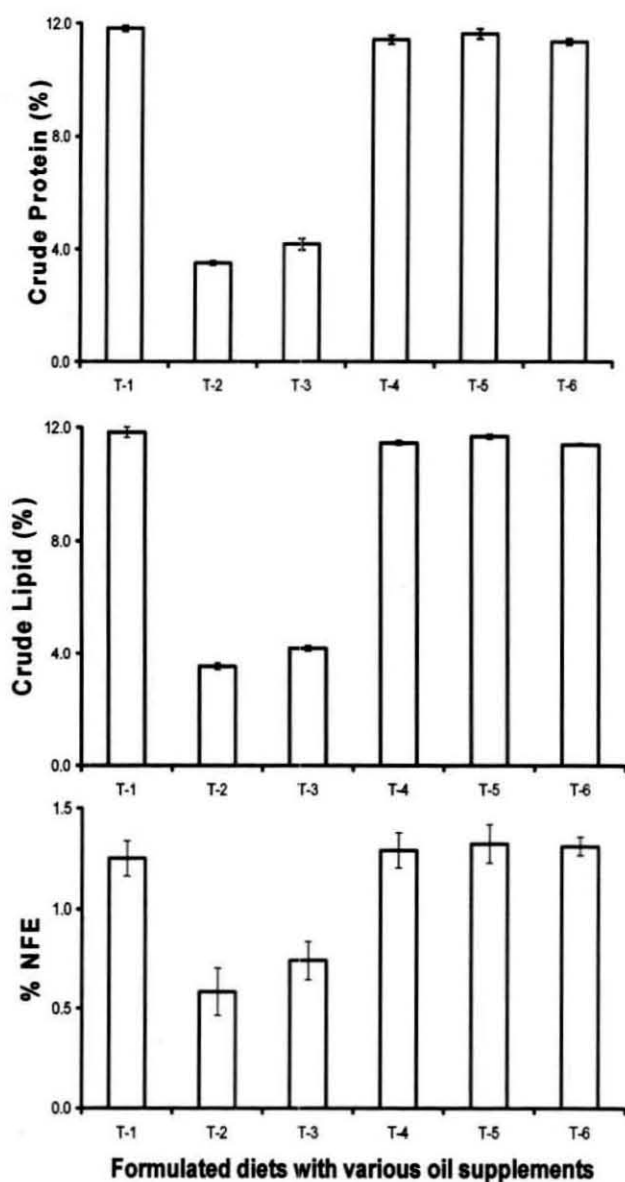 Crude Protein (%)
12.0
8.0
4.0
0.0
T-1 T-2 T-3 T-4 T-5 T-6
Crude Lipid (%)
12.0
8.0
4.0
0.0
T-1 T-2 T-3 T-4 T-5 T-6
% NFE
1.5
1.0
0.5
0.0
T-1 T-2 T-3 T-4 T-5 T-6
Formulated diets with various oil supplements